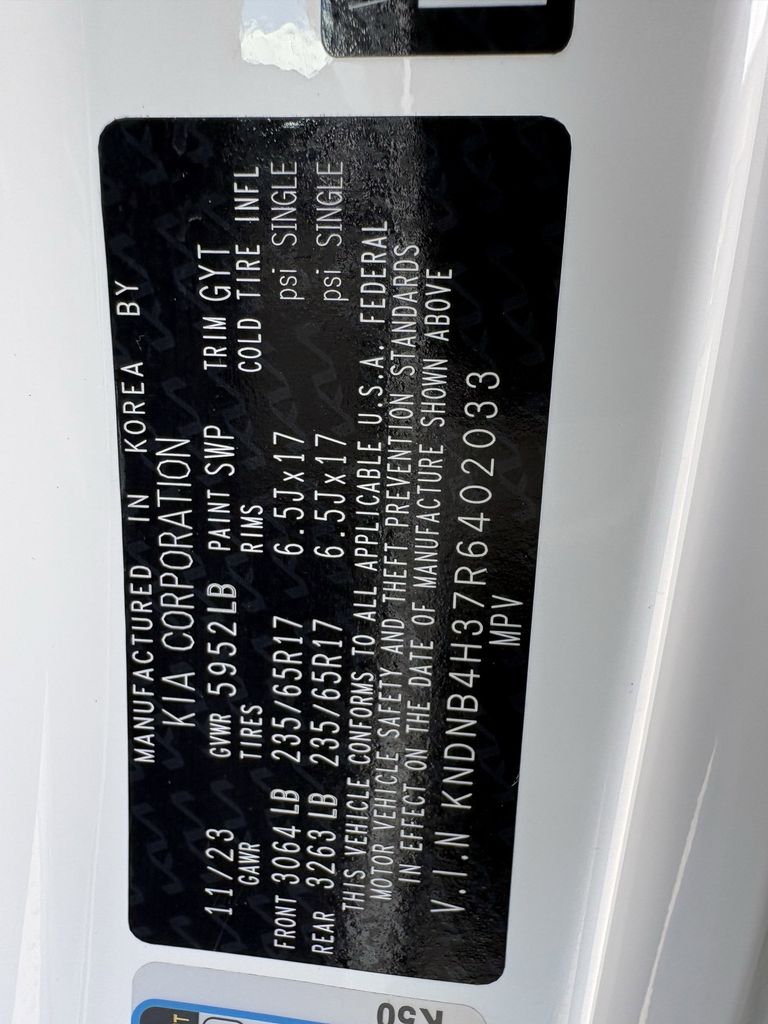 MANUFACTURED IN KOREA BY
KIA CORPORATION
11/23 GVWR 5952LB PAINT SWP TRIM GYT
GAWR TIRES RIMS COLD TIRE INFL
FRONT 3064 LB 235/65R17 6.5Jx17 psi SINGLE
REAR 3263 LB 235/65R17 6.5Jx17 psi SINGLE
THIS VEHICLE CONFORMS TO ALL APPLICABLE U.S.A. FEDERAL
MOTOR VEHICLE SAFETY AND THEFT PREVENTION STANDARDS
IN EFFECT ON THE DATE OF MANUFACTURE SHOWN ABOVE
V.I.N KNDNB4H37R6402033
MPV